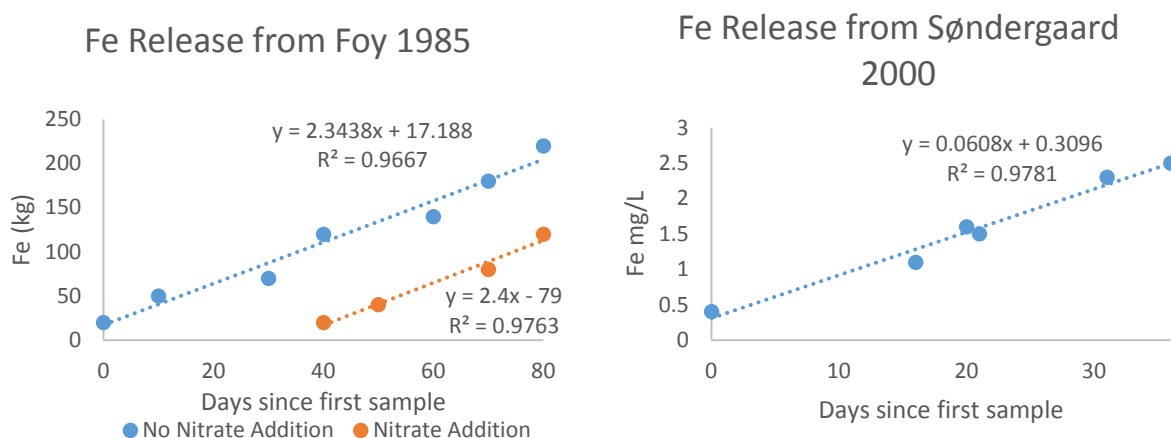 Fe Release from Foy 1985
Fe (kg)
250
200
150
100
50
0
y = 2.3438x + 17.188
R² = 0.9667
y = 2.4x - 79
R² = 0.9763
0 20 40 60 80
Days since first sample
No Nitrate Addition Nitrate Addition
Fe Release from Søndergaard
2000
Fe mg/L
3
2.5
2
1.5
1
0.5
0
y = 0.0608x + 0.3096
R² = 0.9781
0 10 20 30
Days since first sample